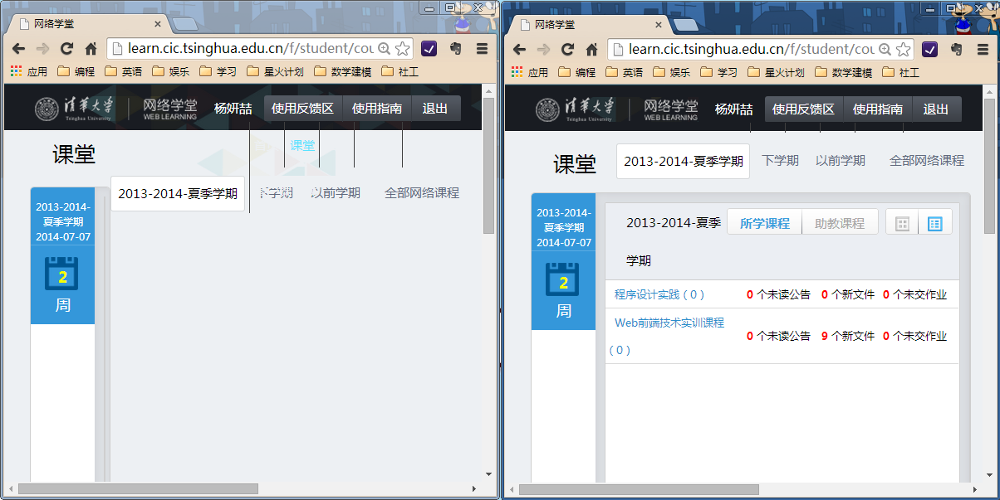 网络学堂
learn.cic.tsinghua.edu.cn/f/student/cou
应用 编程 英语 娱乐 学习 星火计划 数学建模 社工
清华大学 Tsinghua University 网络学堂 WEB LEARNING 杨妍喆 使用反馈区 使用指南 退出
课堂
课堂
2013-2014-夏季学期 下学期 以前学期 全部网络课程
2013-2014-
夏季学期
2014-07-07
2
周
网络学堂
learn.cic.tsinghua.edu.cn/f/student/cou
应用 编程 英语 娱乐 学习 星火计划 数学建模 社工
清华大学 Tsinghua University 网络学堂 WEB LEARNING 杨妍喆 使用反馈区 使用指南 退出
课堂 2013-2014-夏季学期 下学期 以前学期 全部网络课程
2013-2014-
夏季学期
2014-07-07
2
周
2013-2014-夏季 所学课程 助教课程
学期
程序设计实践 ( 0 ) 0 个未读公告 0 个新文件 0 个未交作业
Web前端技术实训课程
( 0 ) 0 个未读公告 9 个新文件 0 个未交作业